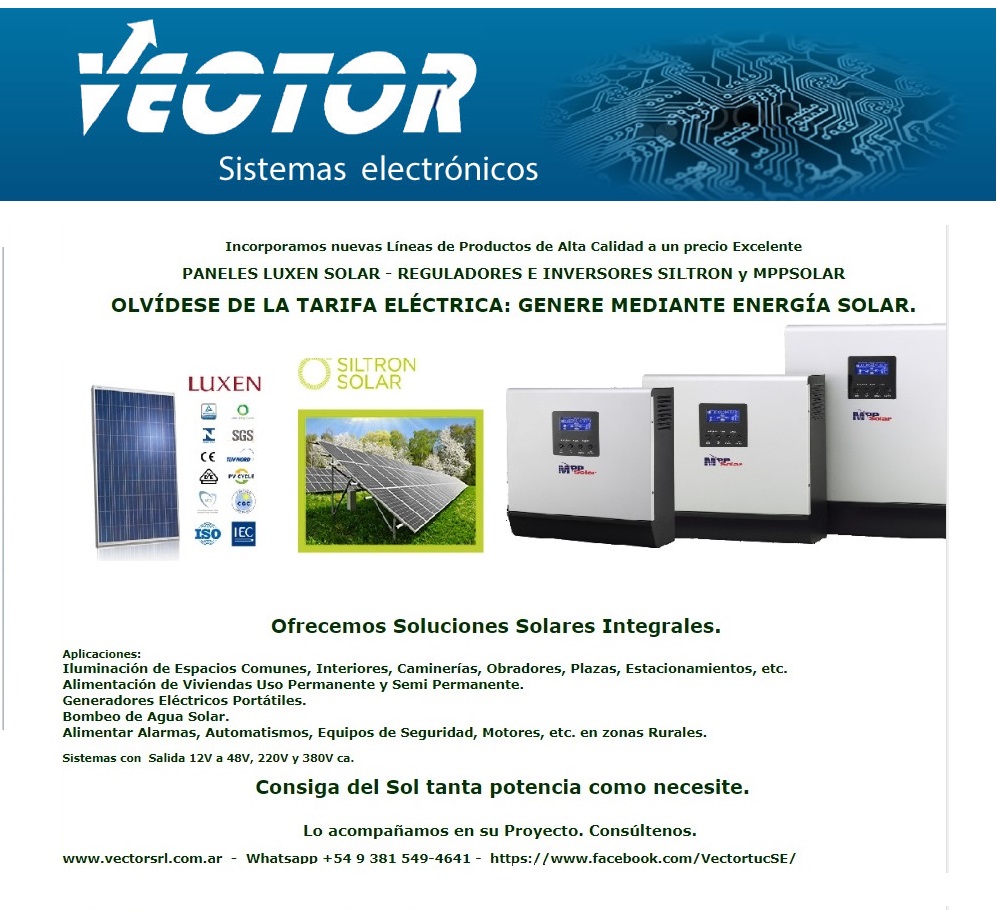 VECTOR
Sistemas electrónicos
Incorporamos nuevas Líneas de Productos de Alta Calidad a un precio Excelente
PANELES LUXEN SOLAR - REGULADORES E INVERSORES SILTRON y MPPSOLAR
OLVÍDESE DE LA TARIFA ELÉCTRICA: GENERE MEDIANTE ENERGÍA SOLAR.
LUXEN
SILTRON
SOLAR
SGS
CE
TÜV NORD
PV CYCLE
CQC
ISO
IEC
MPP
Solar
MPP
Solar
MPP
Solar
Ofrecemos Soluciones Solares Integrales.
Aplicaciones:
Iluminación de Espacios Comunes, Interiores, Caminerías, Obradores, Plazas, Estacionamientos, etc.
Alimentación de Viviendas Uso Permanente y Semi Permanente.
Generadores Eléctricos Portátiles.
Bombeo de Agua Solar.
Alimentar Alarmas, Automatismos, Equipos de Seguridad, Motores, etc. en zonas Rurales.
Sistemas con Salida 12V a 48V, 220V y 380V ca.
Consiga del Sol tanta potencia como necesite.
Lo acompañamos en su Proyecto. Consúltenos.
www.vectorsrl.com.ar - Whatsapp +54 9 381 549-4641 - https://www.facebook.com/VectortucSE/